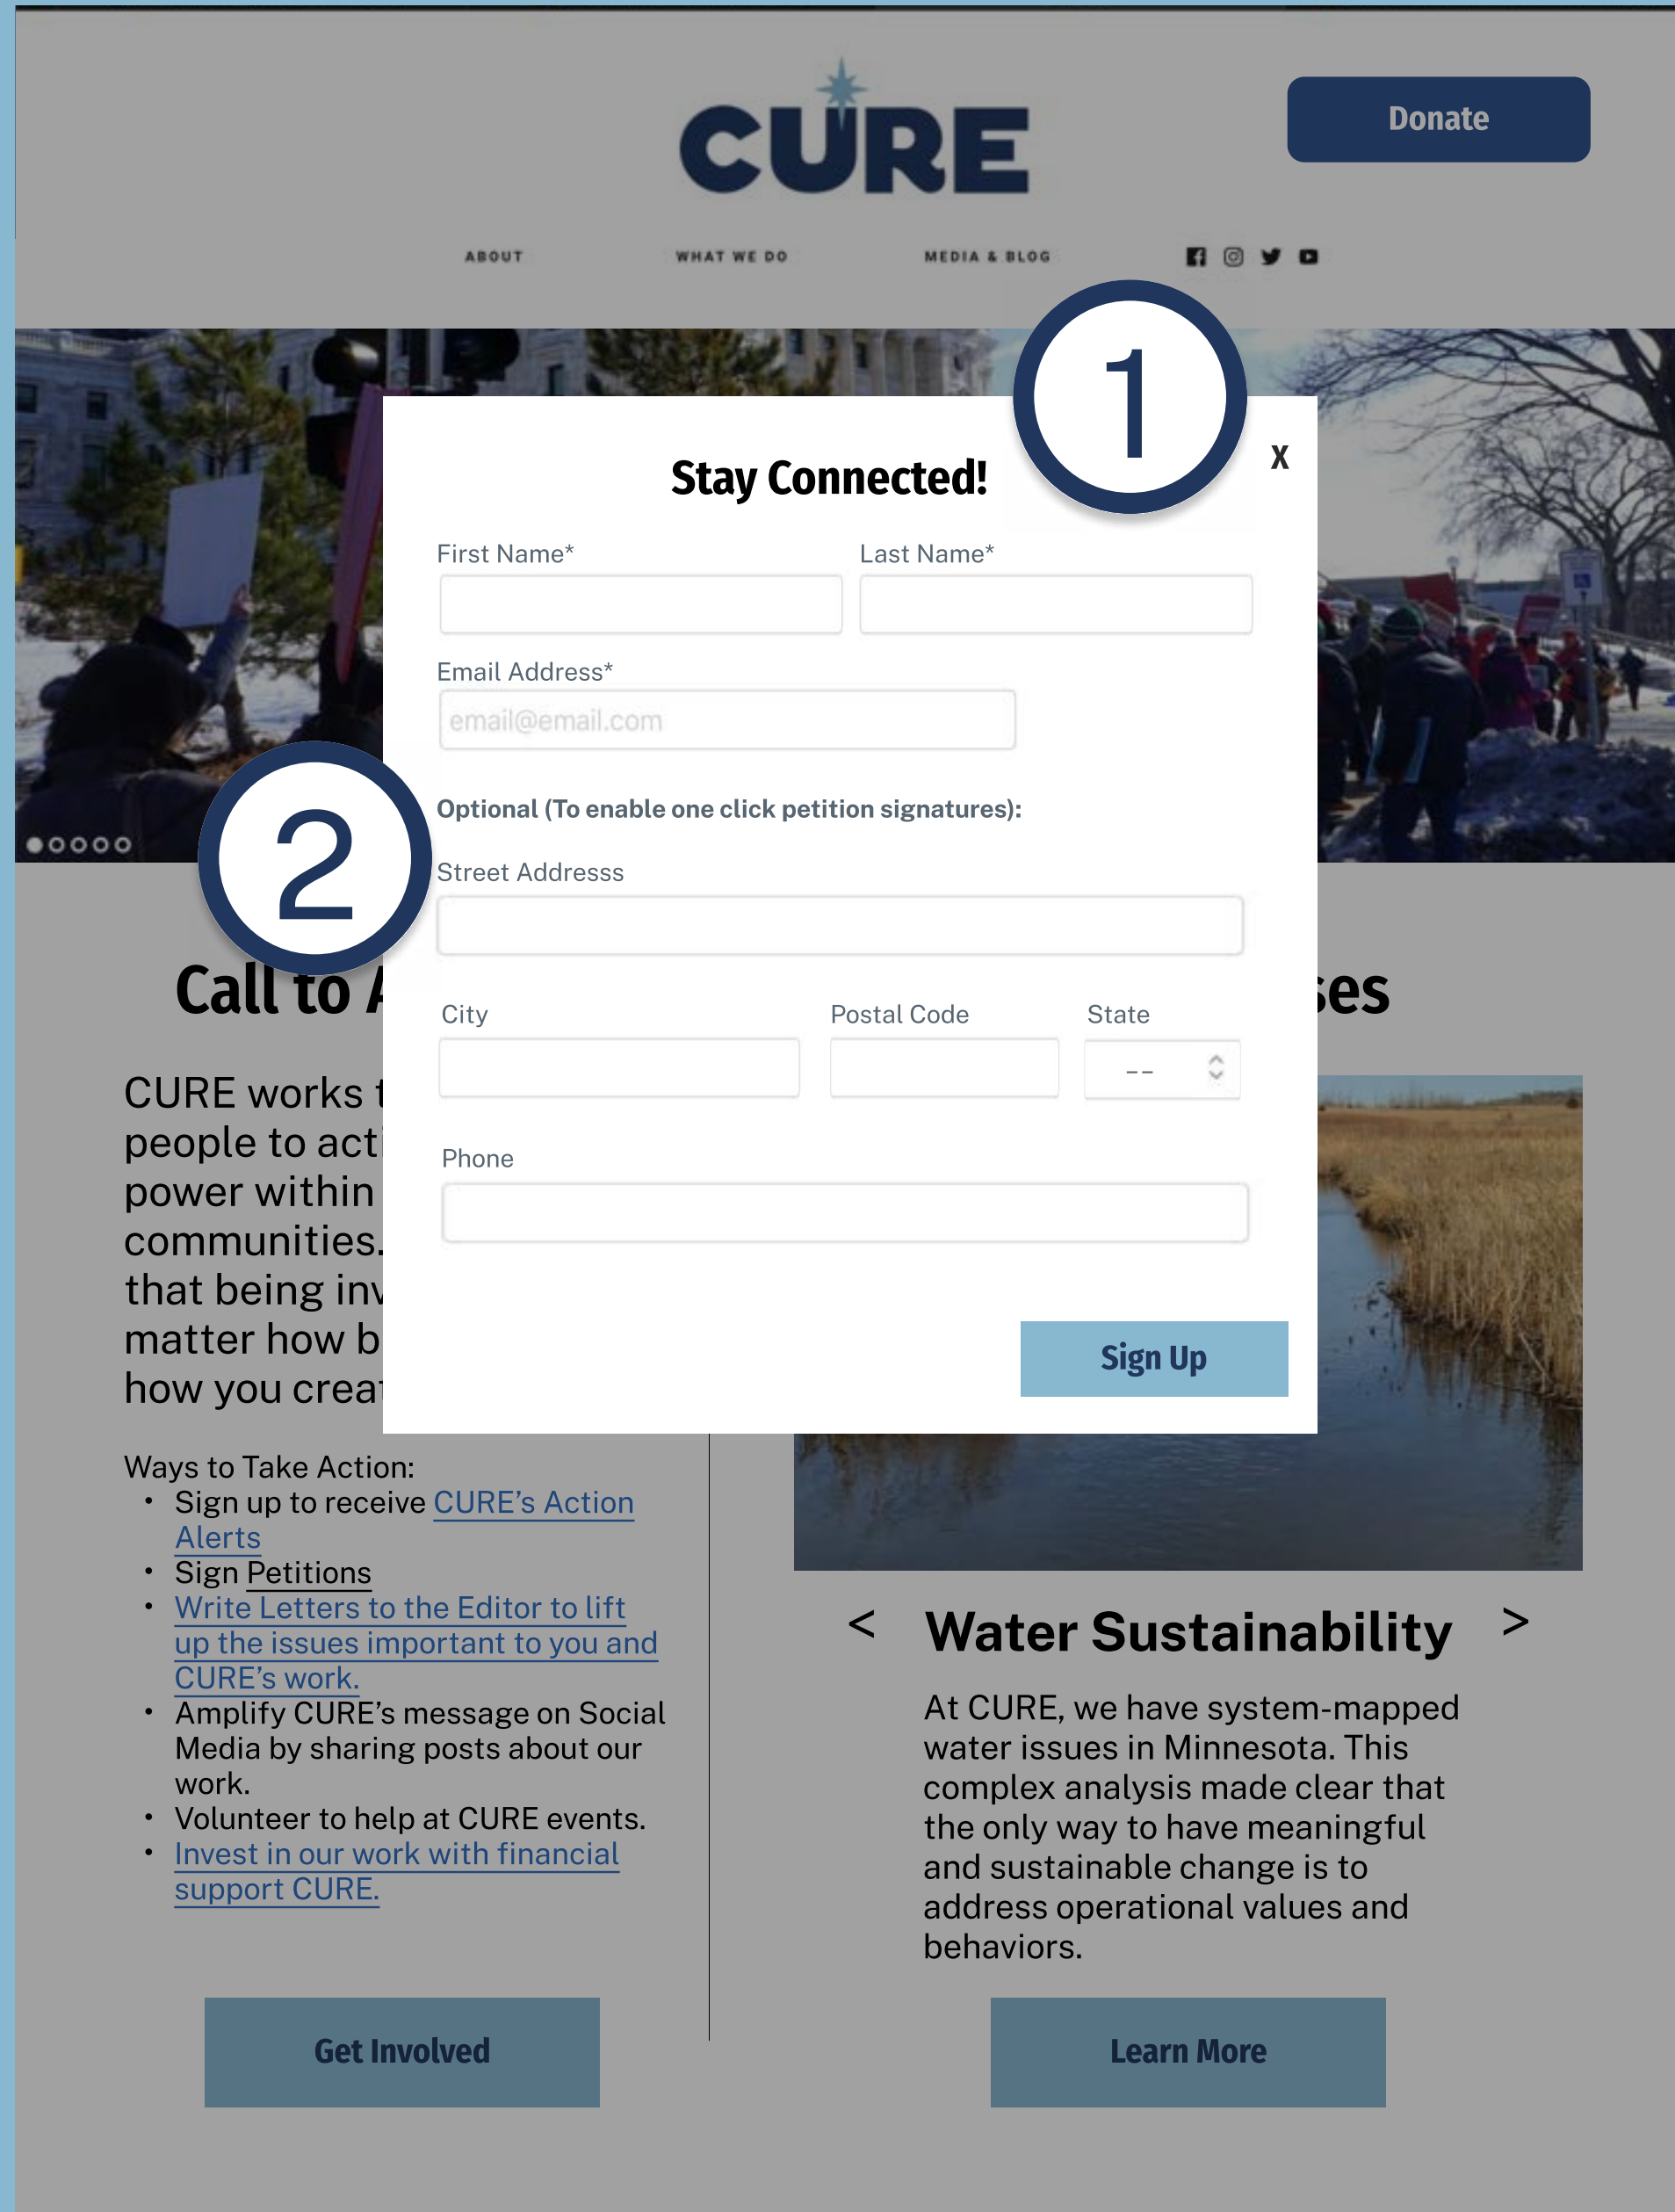 CURE
Donate
ABOUT WHAT WE DO MEDIA & BLOG
1
Stay Connected!
X
First Name* Last Name*
Email Address*
email@email.com
2
Optional (To enable one click petition signatures):
Street Addresss
City Postal Code State
--
Phone
Sign Up
Call to
CURE works
people to
power within
communities.
that being
matter how
how you
Ways to Take Action:
• Sign up to receive CURE’s Action
Alerts
• Sign Petitions
• Write Letters to the Editor to lift
up the issues important to you and
CURE’s work.
• Amplify CURE’s message on Social
Media by sharing posts about our
work.
• Volunteer to help at CURE events.
• Invest in our work with financial
support CURE.
Get Involved
< Water Sustainability >
At CURE, we have system-mapped
water issues in Minnesota. This
complex analysis made clear that
the only way to have meaningful
and sustainable change is to
address operational values and
behaviors.
Learn More